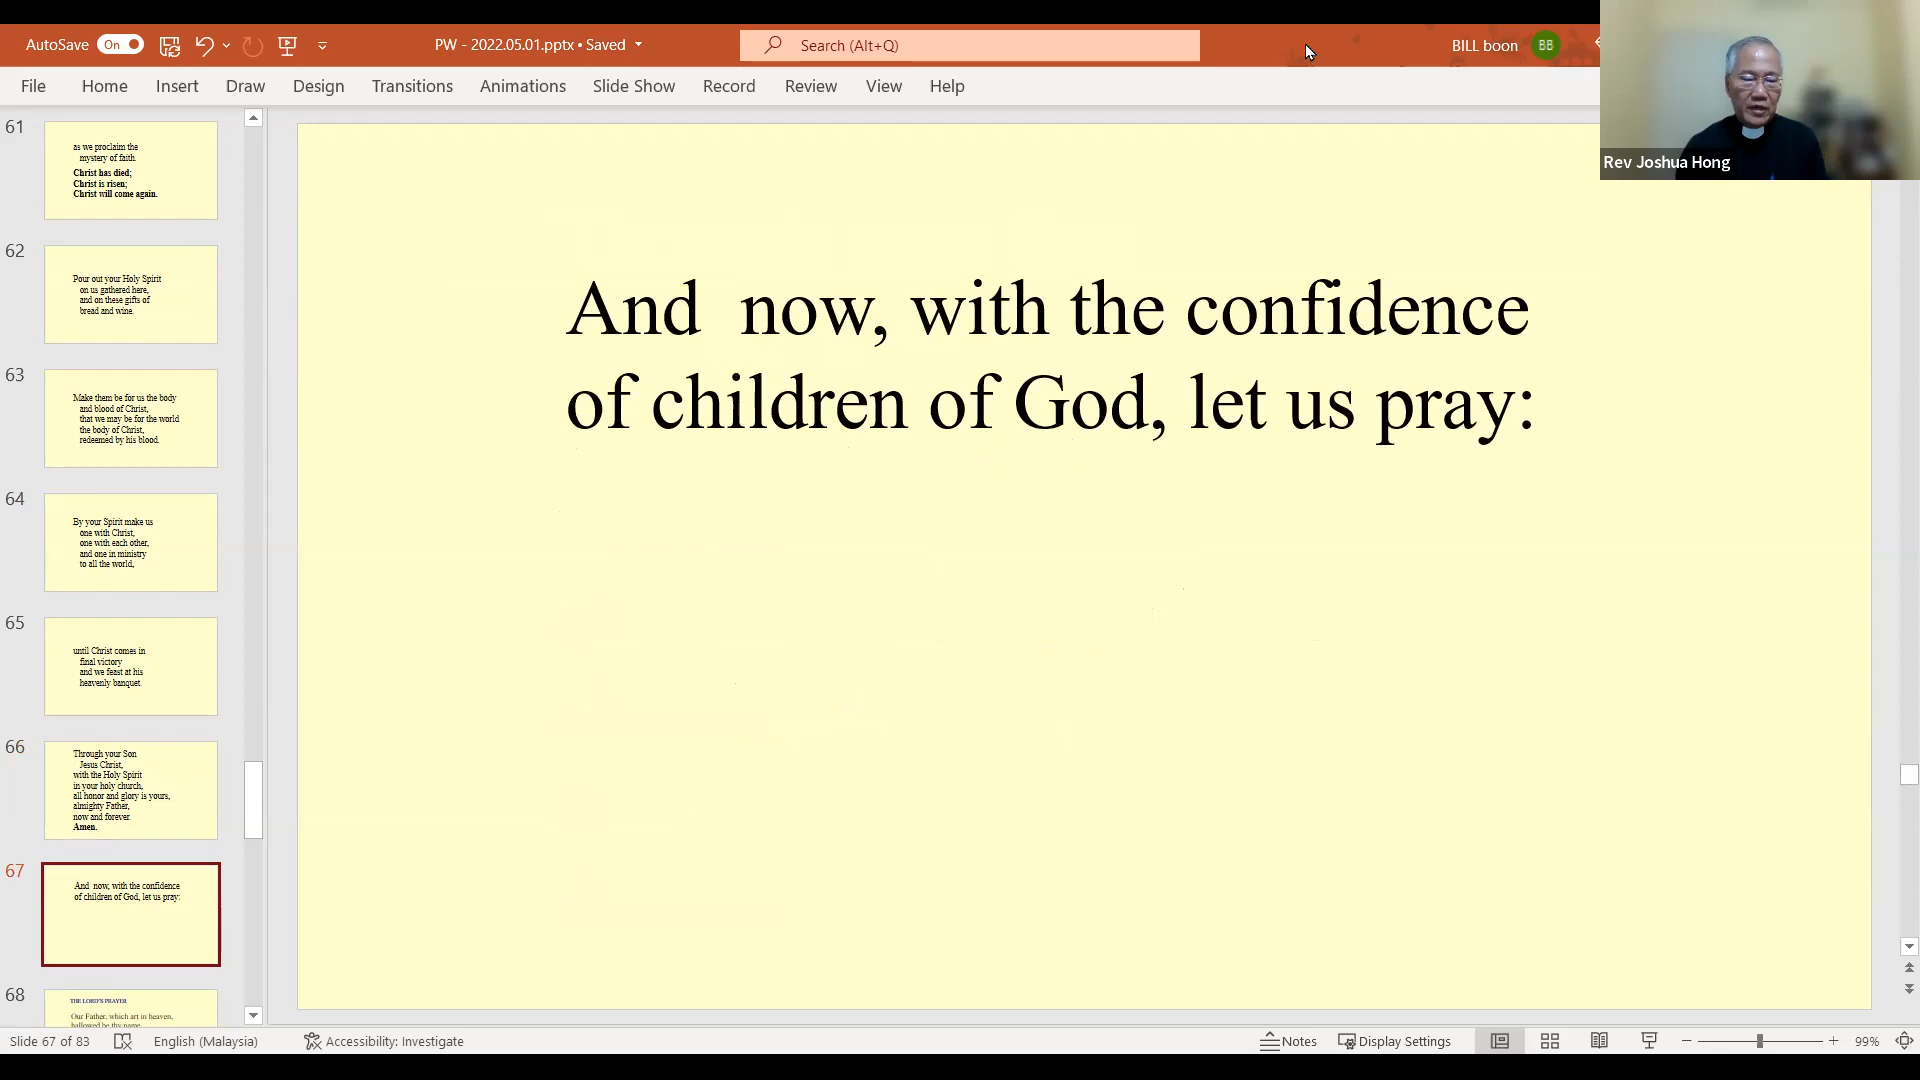 AutoSave On
PW - 2022.05.01.pptx • Saved
Search (Alt+Q)
BILL boon BB
Rev Joshua Hong
File Home Insert Draw Design Transitions Animations Slide Show Record Review View Help
61
as we proclaim the
mystery of faith.
Christ has died;
Christ is risen;
Christ will come again.
62
Pour out your Holy Spirit
on us gathered here,
and on these gifts of
bread and wine.
63
Make them be for us the body
and blood of Christ,
that we may be for the world
the body of Christ,
redeemed by his blood.
64
By your Spirit make us
one with Christ,
one with each other,
and one in ministry
to all the world,
65
until Christ comes in
final victory
and we feast at his
heavenly banquet.
66
Through your Son
Jesus Christ,
with the Holy Spirit
in your holy church,
all honor and glory is yours,
almighty Father,
now and forever.
Amen.
67
And  now, with the confidence
of children of God, let us pray:
68
THE LORD'S PRAYER
Our Father, which art in heaven,
hallowed be thy name
And  now, with the confidence
of children of God, let us pray:
Slide 67 of 83
English (Malaysia)
Accessibility: Investigate
Notes
Display Settings
99%